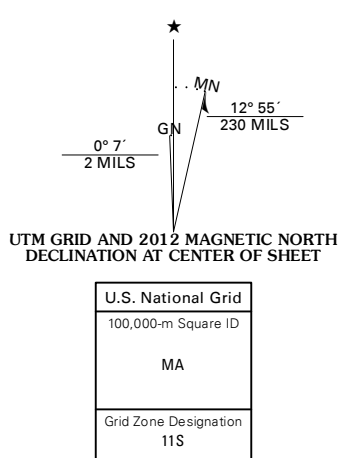 ★
MN
GN
12° 55´
230 MILS
0° 7´
2 MILS
UTM GRID AND 2012 MAGNETIC NORTH
DECLINATION AT CENTER OF SHEET
U.S. National Grid
100,000-m Square ID
MA
Grid Zone Designation
11S